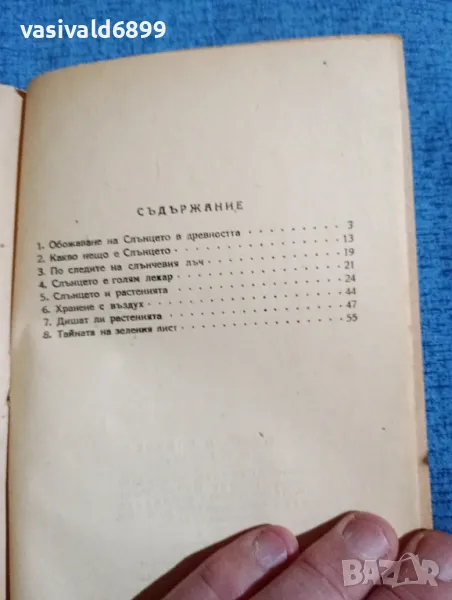 vasivald6899
СЪДЪРЖАНИЕ
1. Обожаване на Слънцето в древността 3
2. Какво нещо е Слънцето 13
3. По следите на слънчевия лъч 19
4. Слънцето е голям лекар 21
5. Слънцето и растенията 24
6. Хранене с въздух 44
7. Дишат ли растенията 47
8. Тайната на зеления лист 55
BAZAR
bg